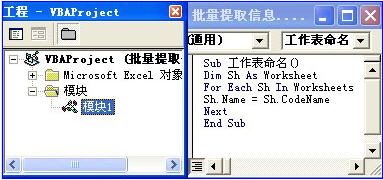 工程 - VBAProject
VBAProject (批量提取
Microsoft Excel 对象
模块
模块1
批量提取信息....
(通用)
工作表命名
Sub 工作表命名()
Dim Sh As Worksheet
For Each Sh In Worksheets
Sh.Name = Sh.CodeName
Next
End Sub